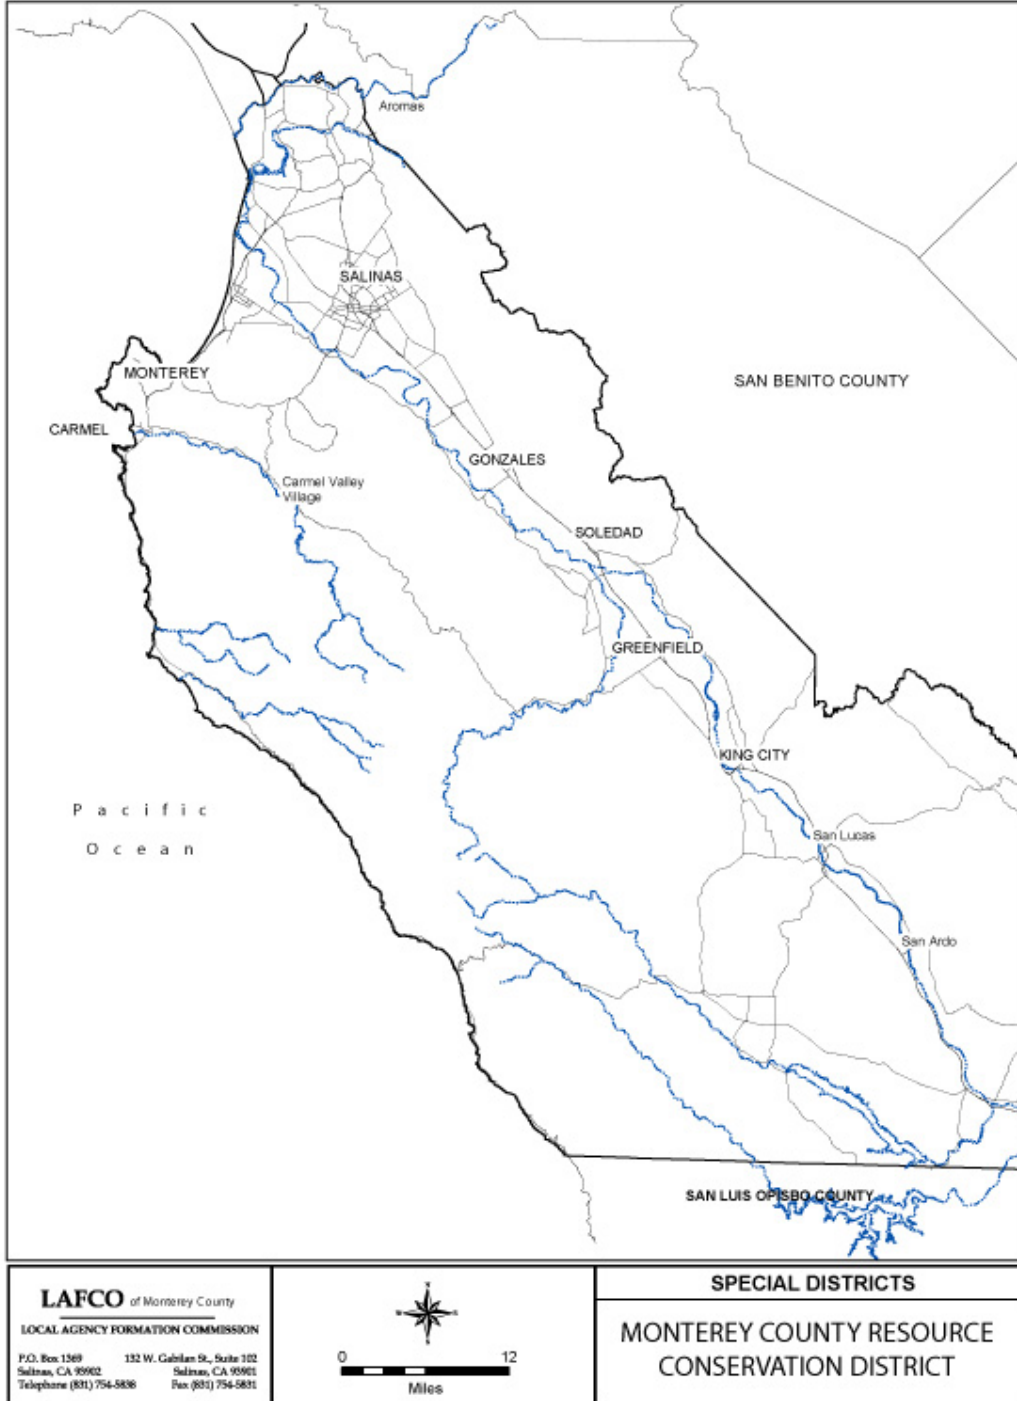 Aromas
SALINAS
MONTEREY
SAN BENITO COUNTY
CARMEL
GONZALES
Carmel Valley
Village
SOLEDAD
GREENFIELD
KING CITY
P a c i f i c
O c e a n
San Lucas
San Ardo
SAN LUIS OPISBO COUNTY
LAFCO of Monterey County
LOCAL AGENCY FORMATION COMMISSION
P.O. Box 1369 132 W. Gabilan St., Suite 102
Salinas, CA 93902 Salinas, CA 93901
Telephone (831) 754-5838 Fax (831) 754-5831
0 12
Miles
SPECIAL DISTRICTS
MONTEREY COUNTY RESOURCE
CONSERVATION DISTRICT